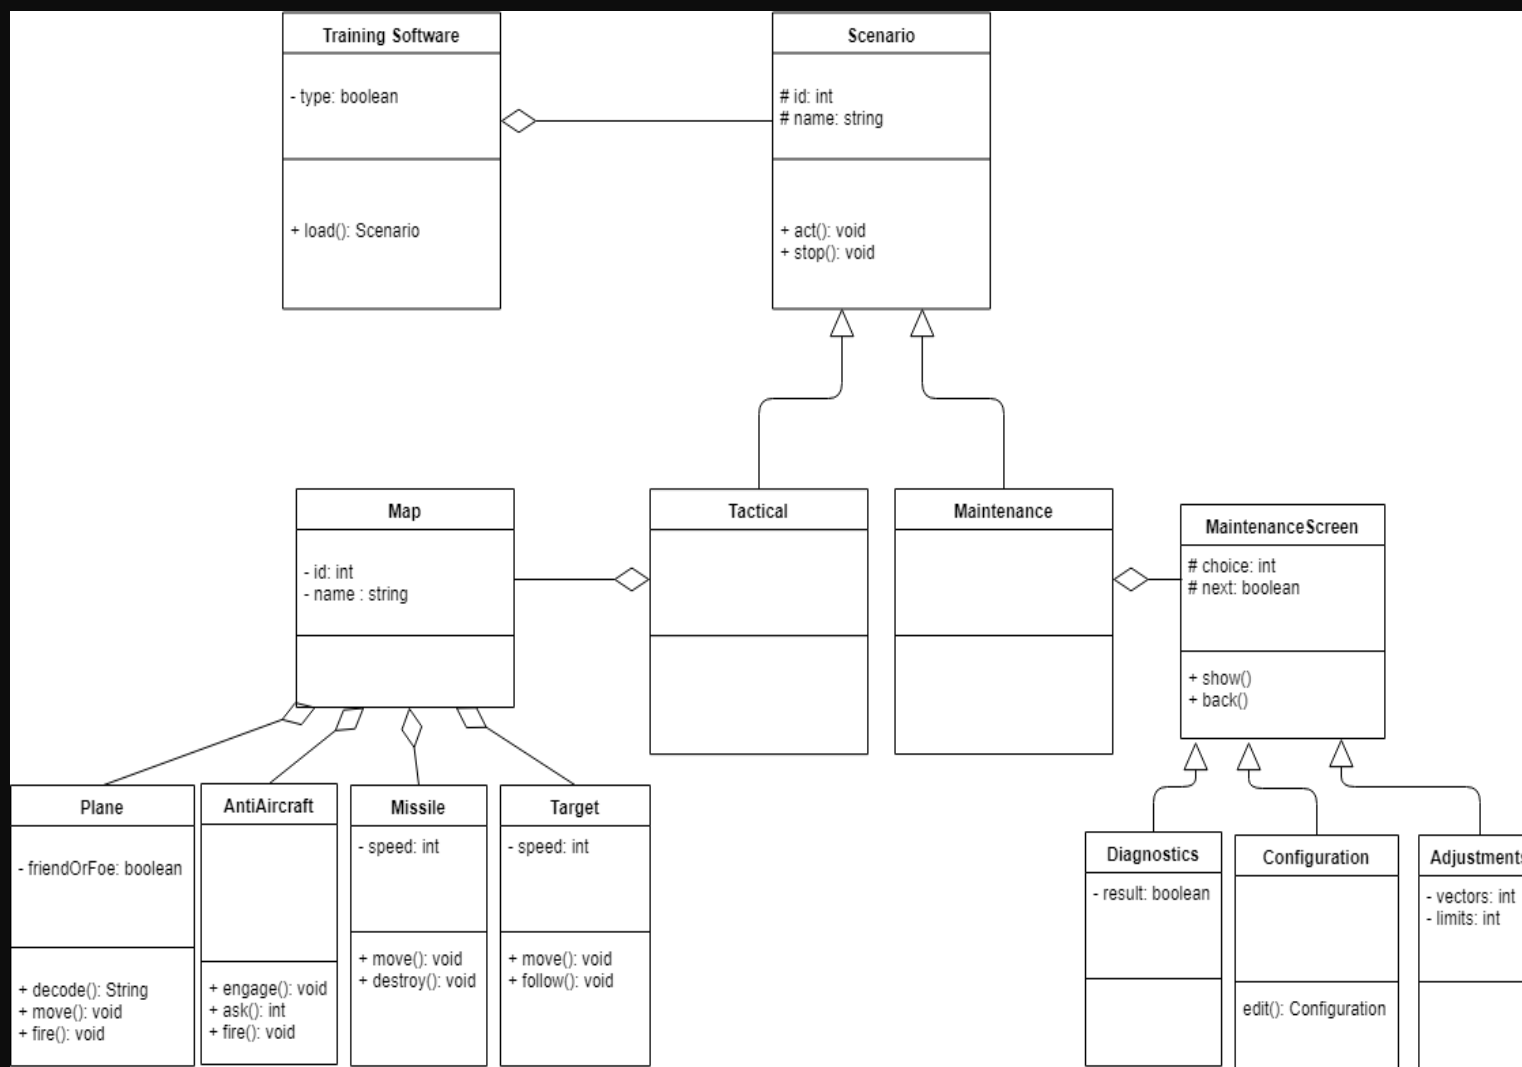 Training Software
- type: boolean
+ load(): Scenario
Scenario
# id: int
# name: string
+ act(): void
+ stop(): void
Map
- id: int
- name : string
Tactical
Maintenance
MaintenanceScreen
# choice: int
# next: boolean
+ show()
+ back()
Plane
- friendOrFoe: boolean
+ decode(): String
+ move(): void
+ fire(): void
AntiAircraft
+ engage(): void
+ ask(): int
+ fire(): void
Missile
- speed: int
+ move(): void
+ destroy(): void
Target
- speed: int
+ move(): void
+ follow(): void
Diagnostics
- result: boolean
Configuration
edit(): Configuration
Adjustments
- vectors: int
- limits: int